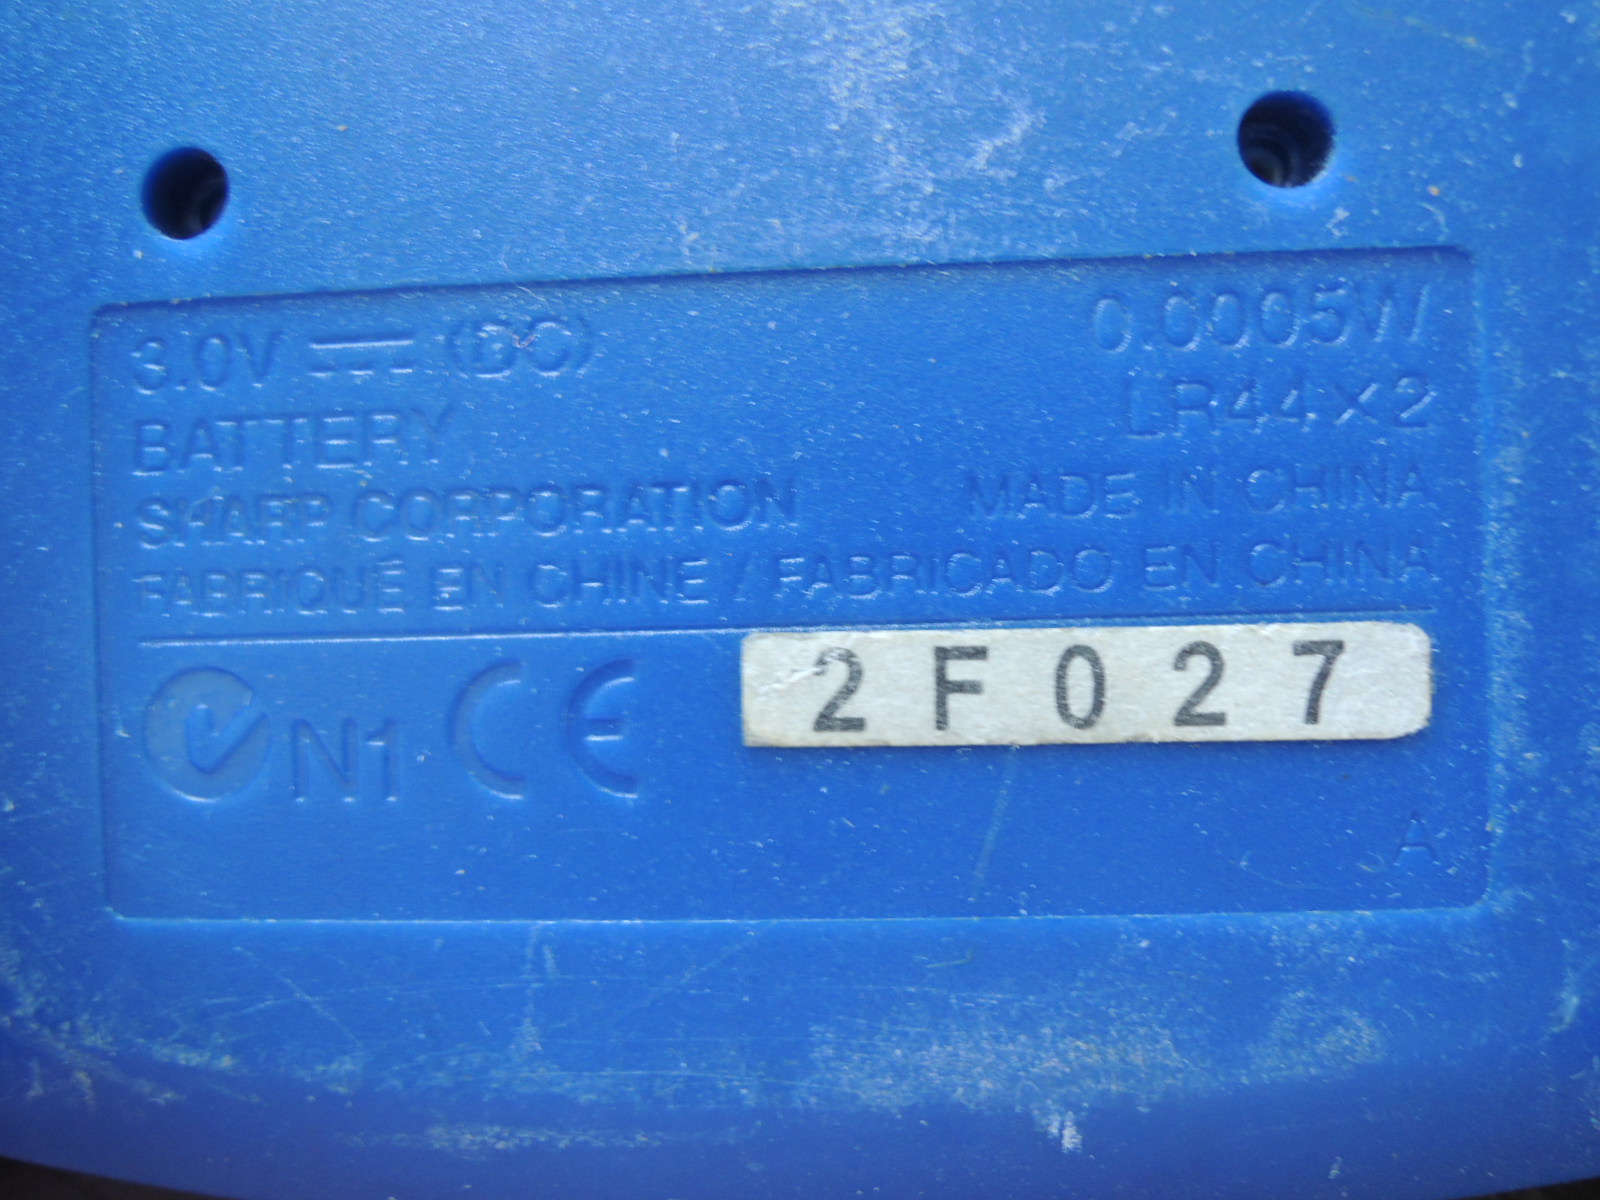 3.0V ⎓ (DC) 0.0005W
BATTERY LR44×2
SHARP CORPORATION MADE IN CHINA
FABRIQUÉ EN CHINE / FABRICADO EN CHINA
N1 CE 2F027
A